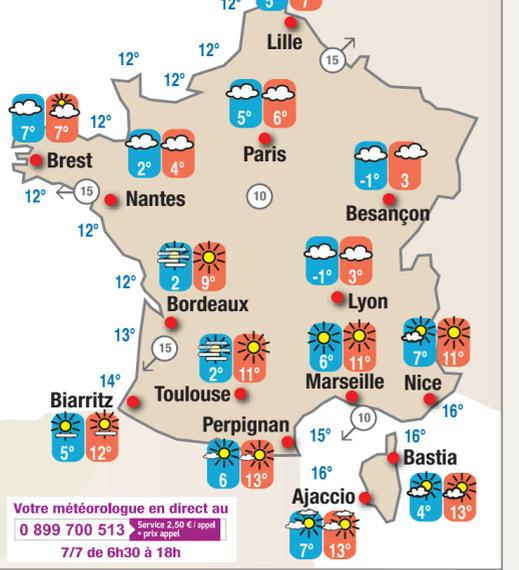 12°
5° 7°
Lille
12°
15
12°
12°
5° 6°
Paris
7° 7°
12°
Brest
2° 4°
-1° 3
12°
15
Nantes
10
Besançon
12°
-1° 3°
2 9°
12°
Lyon
Bordeaux
13°
15
6° 11°
7° 11°
2° 11°
14°
Marseille
Nice
Biarritz
Toulouse
16°
10
5° 12°
Perpignan
15°
16°
6 13°
Bastia
16°
Ajaccio
4° 13°
7° 13°
Votre météorologue en direct au
0 899 700 513
Service 2,50 € / appel
+ prix appel
7/7 de 6h30 à 18h